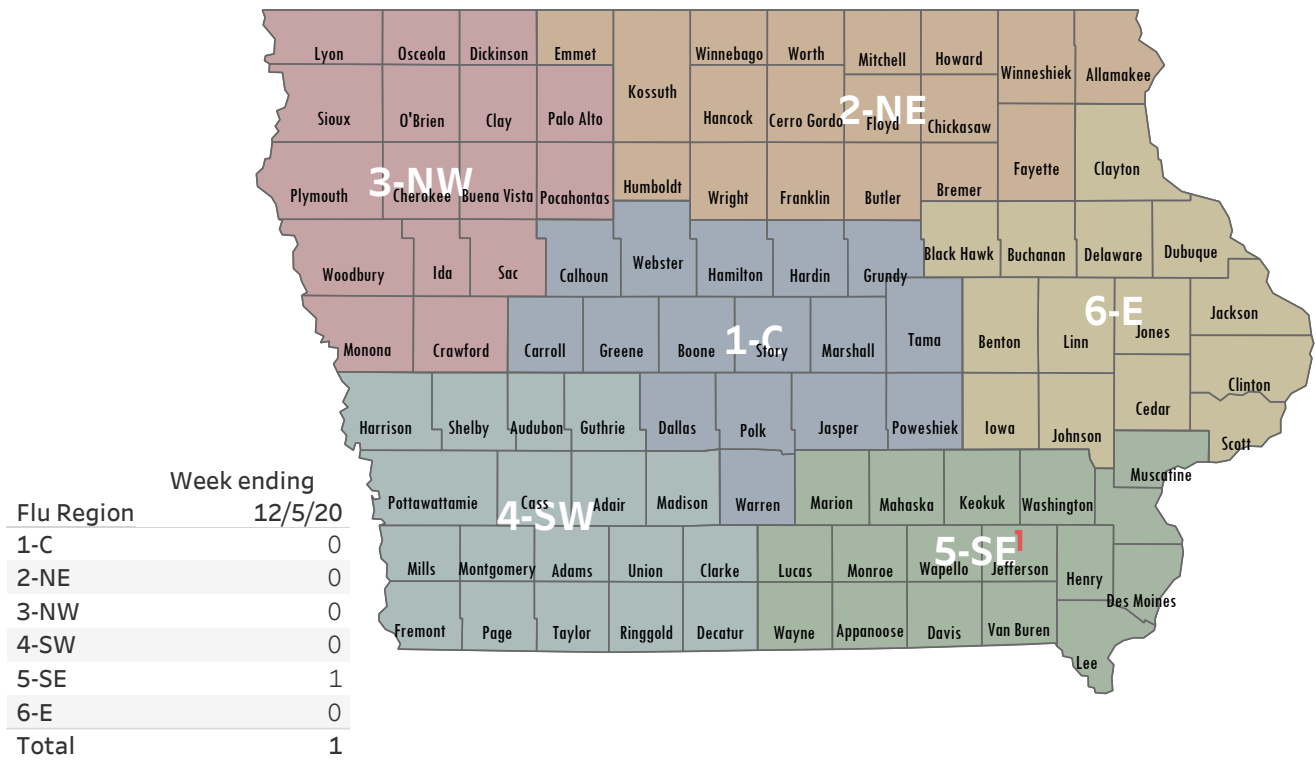 Lyon Osceola Dickinson Emmet Winnebago Worth Mitchell Howard
Winneshiek Allamakee
Kossuth
Sioux O'Brien Clay Palo Alto Hancock Cerro Gordo Floyd Chickasaw
2-NE
Fayette Clayton
3-NW
Plymouth Cherokee Buena Vista Pocahontas Humboldt Wright Franklin Butler Bremer
Woodbury Ida Sac Calhoun Webster Hamilton Hardin Grundy Black Hawk Buchanan Delaware Dubuque
6-E
Monona Crawford Carroll Greene Boone Story Marshall Tama Benton Linn Jones Jackson
1-C
Clinton
Harrison Shelby Audubon Guthrie Dallas Polk Jasper Poweshiek Iowa Johnson Cedar Scott
Muscatine
Pottawattamie Cass Adair Madison Warren Marion Mahaska Keokuk Washington
4-SW
5-SE 1
Mills Montgomery Adams Union Clarke Lucas Monroe Wapello Jefferson Henry
Des Moines
Fremont Page Taylor Ringgold Decatur Wayne Appanoose Davis Van Buren Lee
Week ending
Flu Region 12/5/20
1-C 0
2-NE 0
3-NW 0
4-SW 0
5-SE 1
6-E 0
Total 1